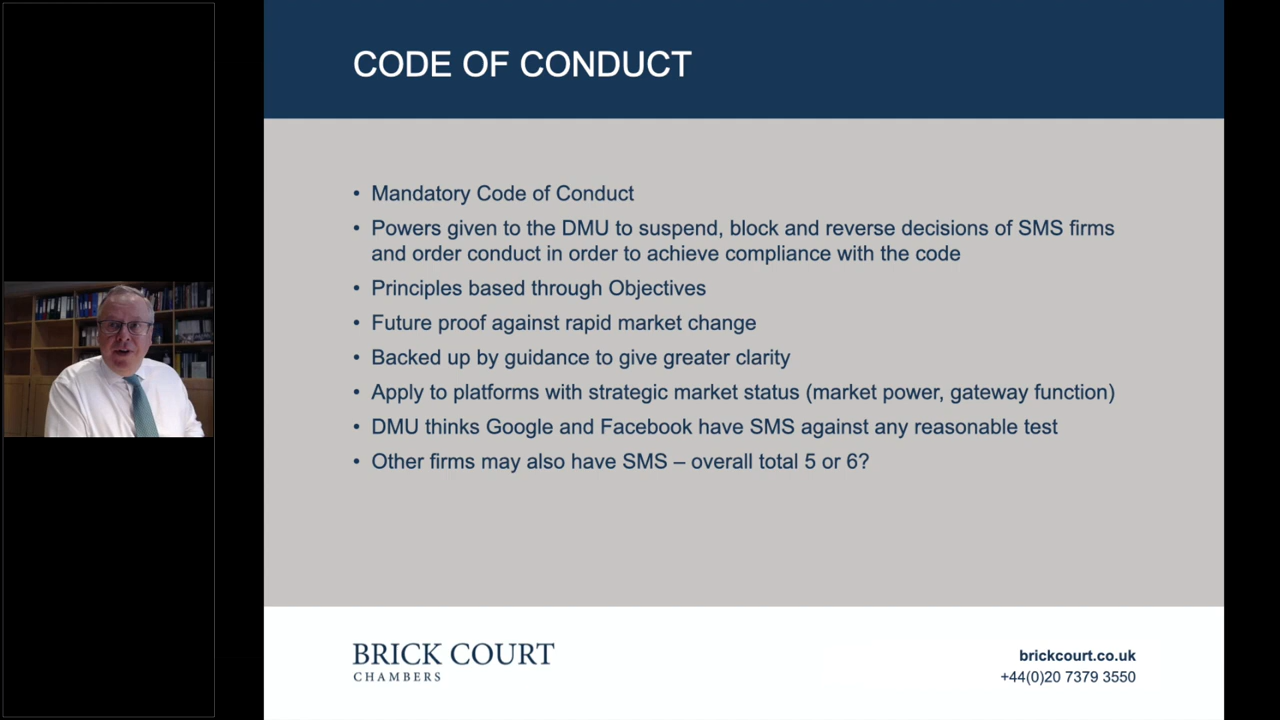 CODE OF CONDUCT
• Mandatory Code of Conduct
• Powers given to the DMU to suspend, block and reverse decisions of SMS firms
and order conduct in order to achieve compliance with the code
• Principles based through Objectives
• Future proof against rapid market change
• Backed up by guidance to give greater clarity
• Apply to platforms with strategic market status (market power, gateway function)
• DMU thinks Google and Facebook have SMS against any reasonable test
• Other firms may also have SMS – overall total 5 or 6?
BRICK COURT
CHAMBERS
brickcourt.co.uk
+44(0)20 7379 3550